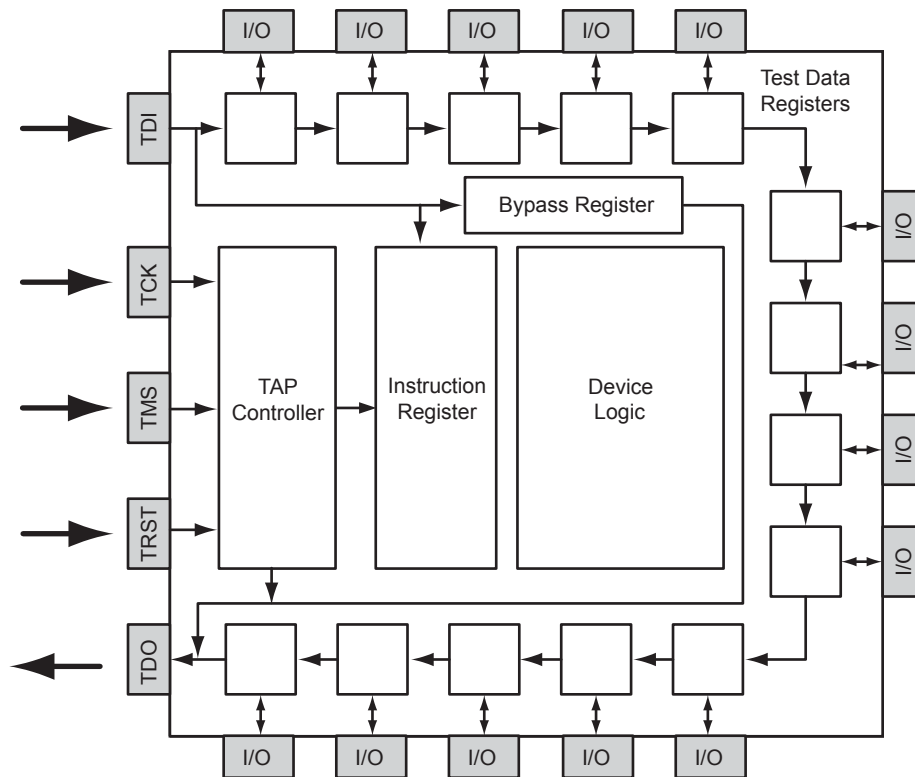 I/O
I/O
I/O
I/O
I/O
Test Data
Registers
TDI
Bypass Register
I/O
TCK
I/O
TMS
TAP
Controller
Instruction
Register
Device
Logic
I/O
TRST
I/O
TDO
I/O
I/O
I/O
I/O
I/O